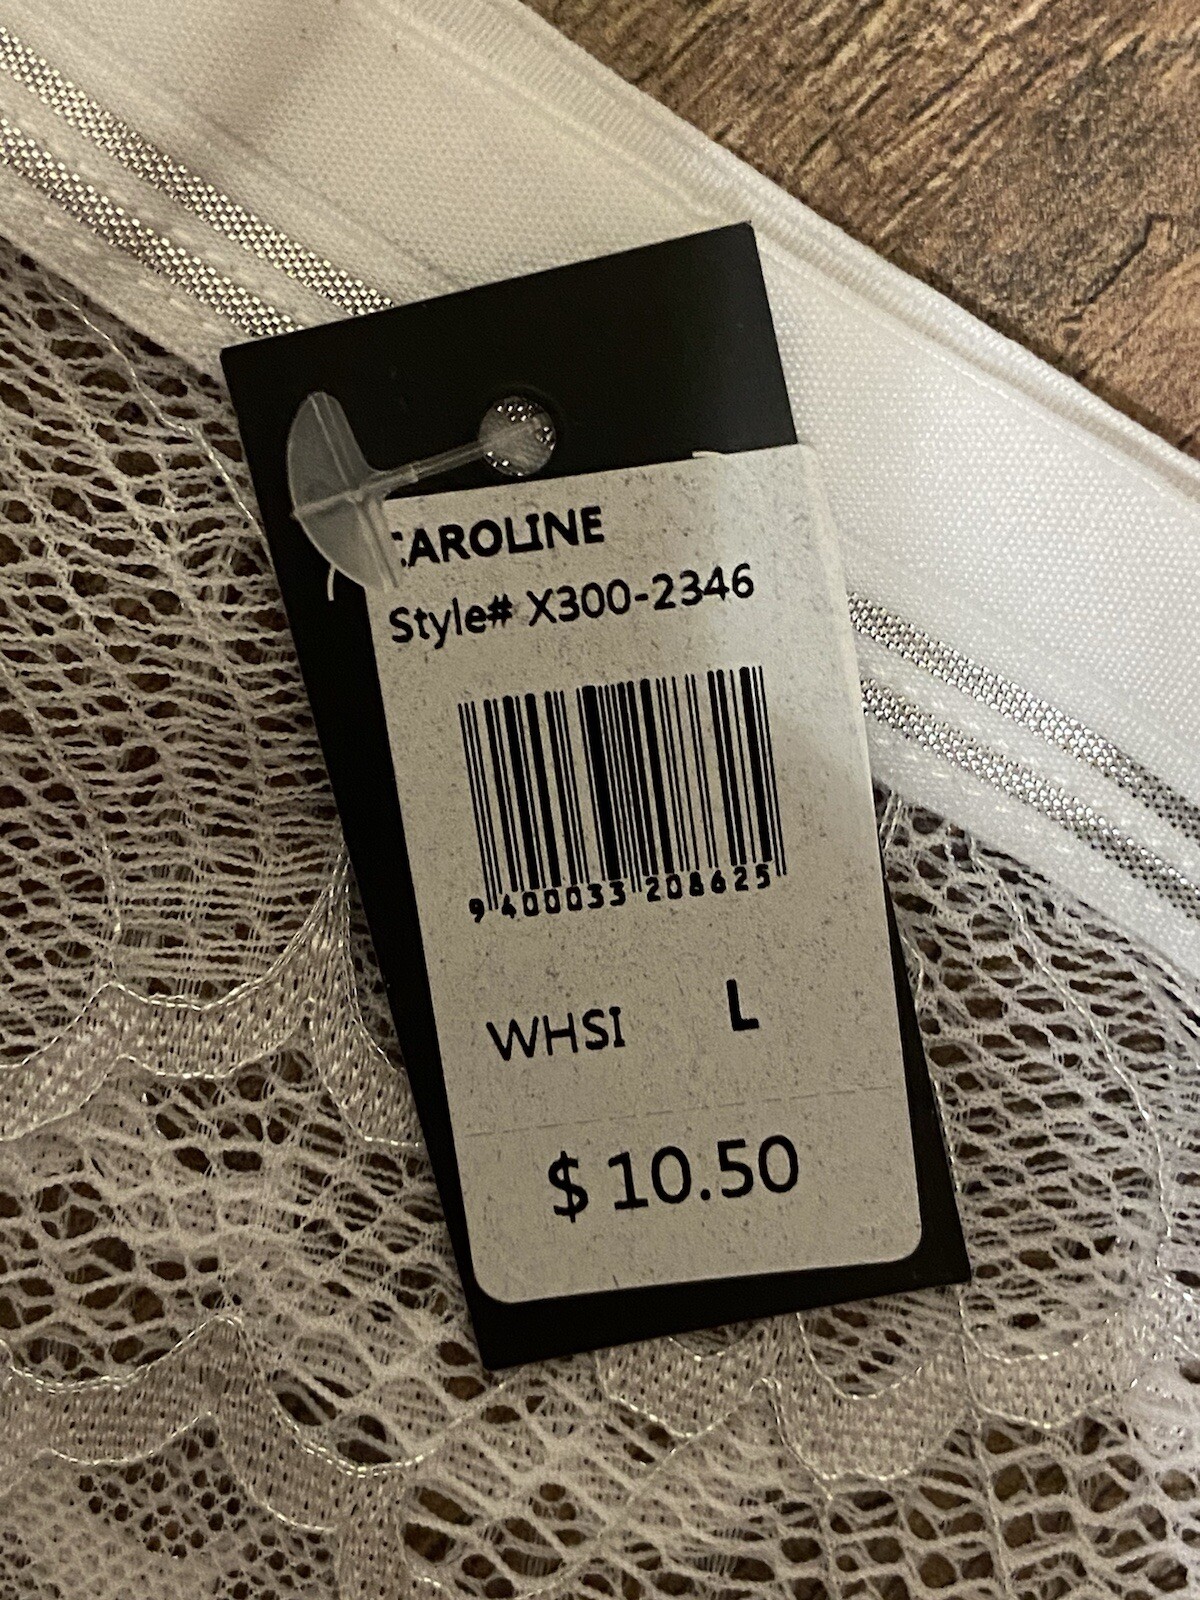 CAROLINE
Style# X300-2346
9 400033 208625
WHSI L
$ 10.50